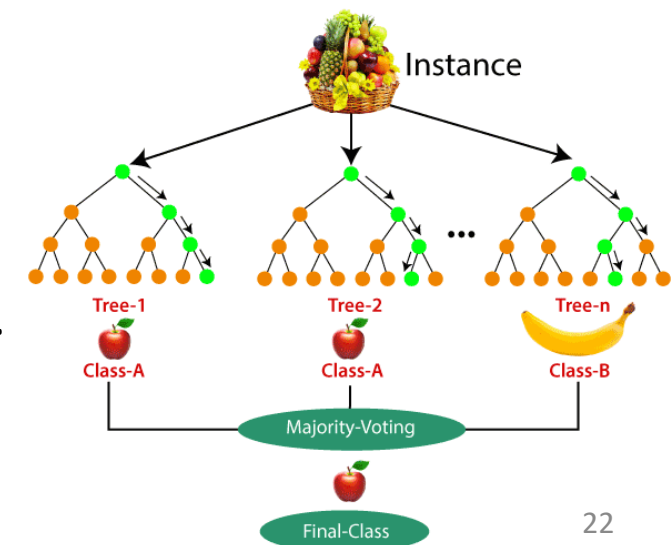 Instance
...
Tree-1
Tree-2
Tree-n
Class-A
Class-A
Class-B
Majority-Voting
Final-Class
22